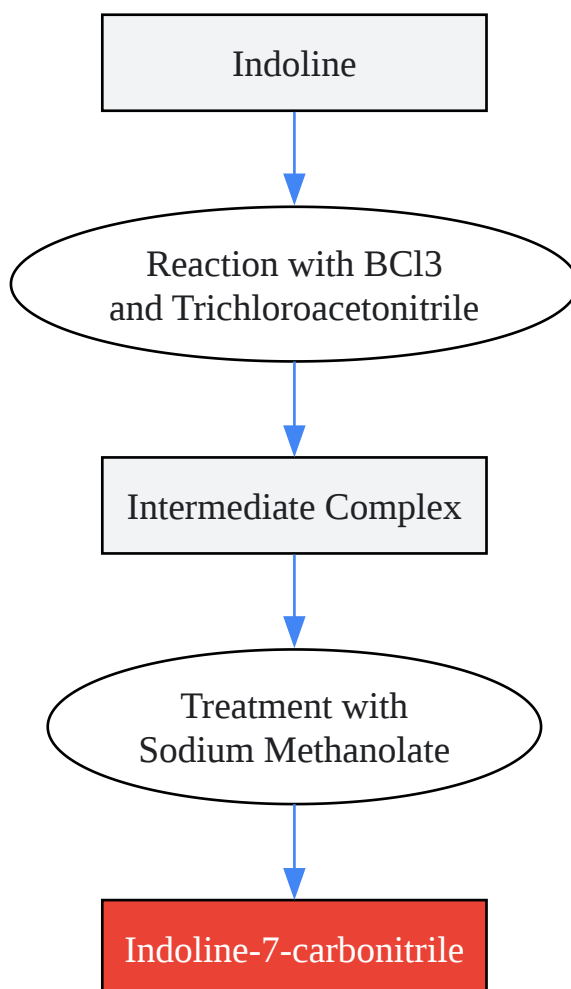 Indoline
Reaction with BCl3
and Trichloroacetonitrile
Intermediate Complex
Treatment with
Sodium Methanolate
Indoline-7-carbonitrile